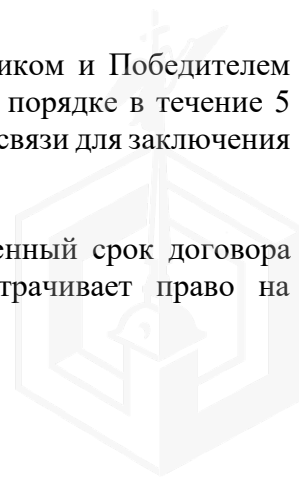 иком и Победителем
порядке в течение 5
связи для заключения
енный срок договора
трачивает право на